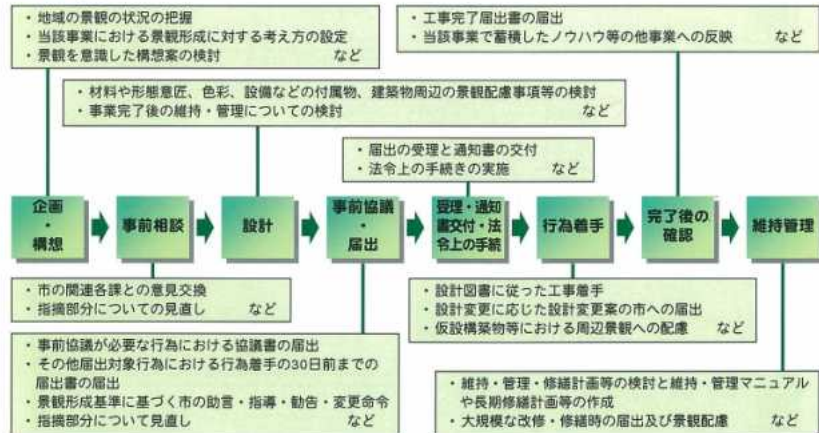 ・地域の景観の状況の把握
・当該事業における景観形成に対する考え方の設定
・景観を意識した構想案の検討 など
・工事完了届出書の届出
・当該事業で蓄積したノウハウ等の他事業への反映 など
・材料や形態意匠、色彩、設備などの付属物、建築物周辺の景観配慮事項等の検討
・事業完了後の維持・管理についての検討 など
・届出の受理と通知書の交付
・法令上の手続きの実施 など
企画
・
構想
事前相談
設計
事前協議
・
届出
受理・通知
書交付・法
令上の手続
行為着手
完了後の
確認
維持管理
・市の関連各課との意見交換
・指摘部分についての見直し など
・設計図書に従った工事着手
・設計変更に応じた設計変更案の市への届出
・仮設構築物等における周辺景観への配慮 など
・事前協議が必要な行為における協議書の届出
・その他届出対象行為における行為着手の30日前までの
届出書の届出
・景観形成基準に基づく市の助言・指導・勧告・変更命令
・指摘部分について見直し など
・維持・管理・修繕計画等の検討と維持・管理マニュアル
や長期修繕計画等の作成
・大規模な改修・修繕時の届出及び景観配慮 など